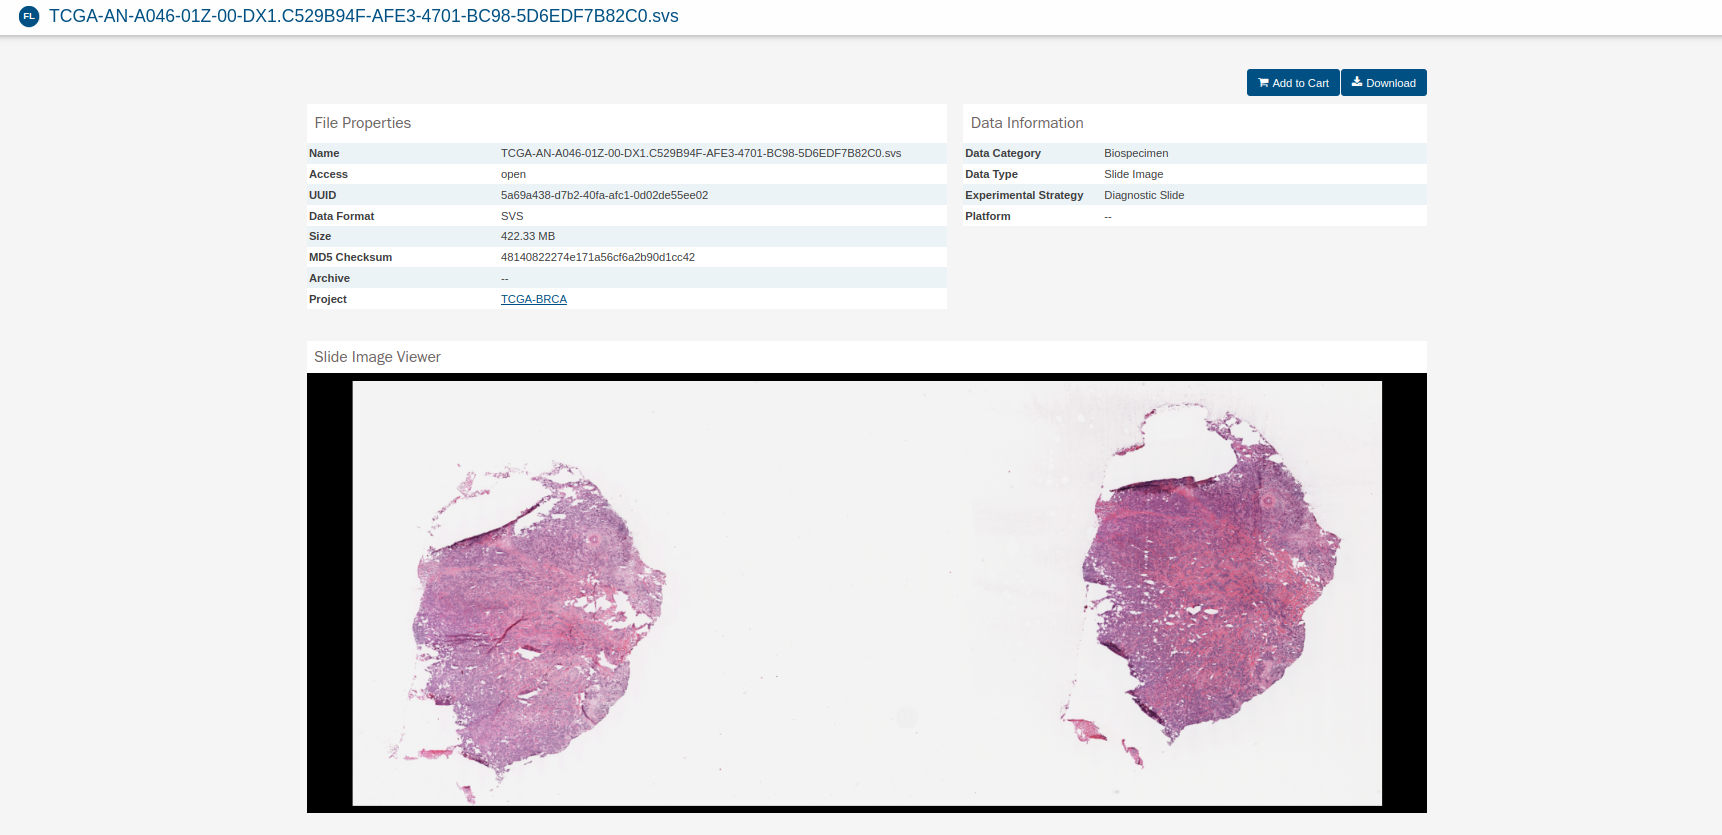 FL TCGA-AN-A046-01Z-00-DX1.C529B94F-AFE3-4701-BC98-5D6EDF7B82C0.svs
Add to Cart Download
File Properties
Name TCGA-AN-A046-01Z-00-DX1.C529B94F-AFE3-4701-BC98-5D6EDF7B82C0.svs
Access open
UUID 5a69a438-d7b2-40fa-afc1-0d02de55ee02
Data Format SVS
Size 422.33 MB
MD5 Checksum 48140822274e171a56cf6a2b90d1cc42
Archive --
Project TCGA-BRCA
Data Information
Data Category Biospecimen
Data Type Slide Image
Experimental Strategy Diagnostic Slide
Platform --
Slide Image Viewer